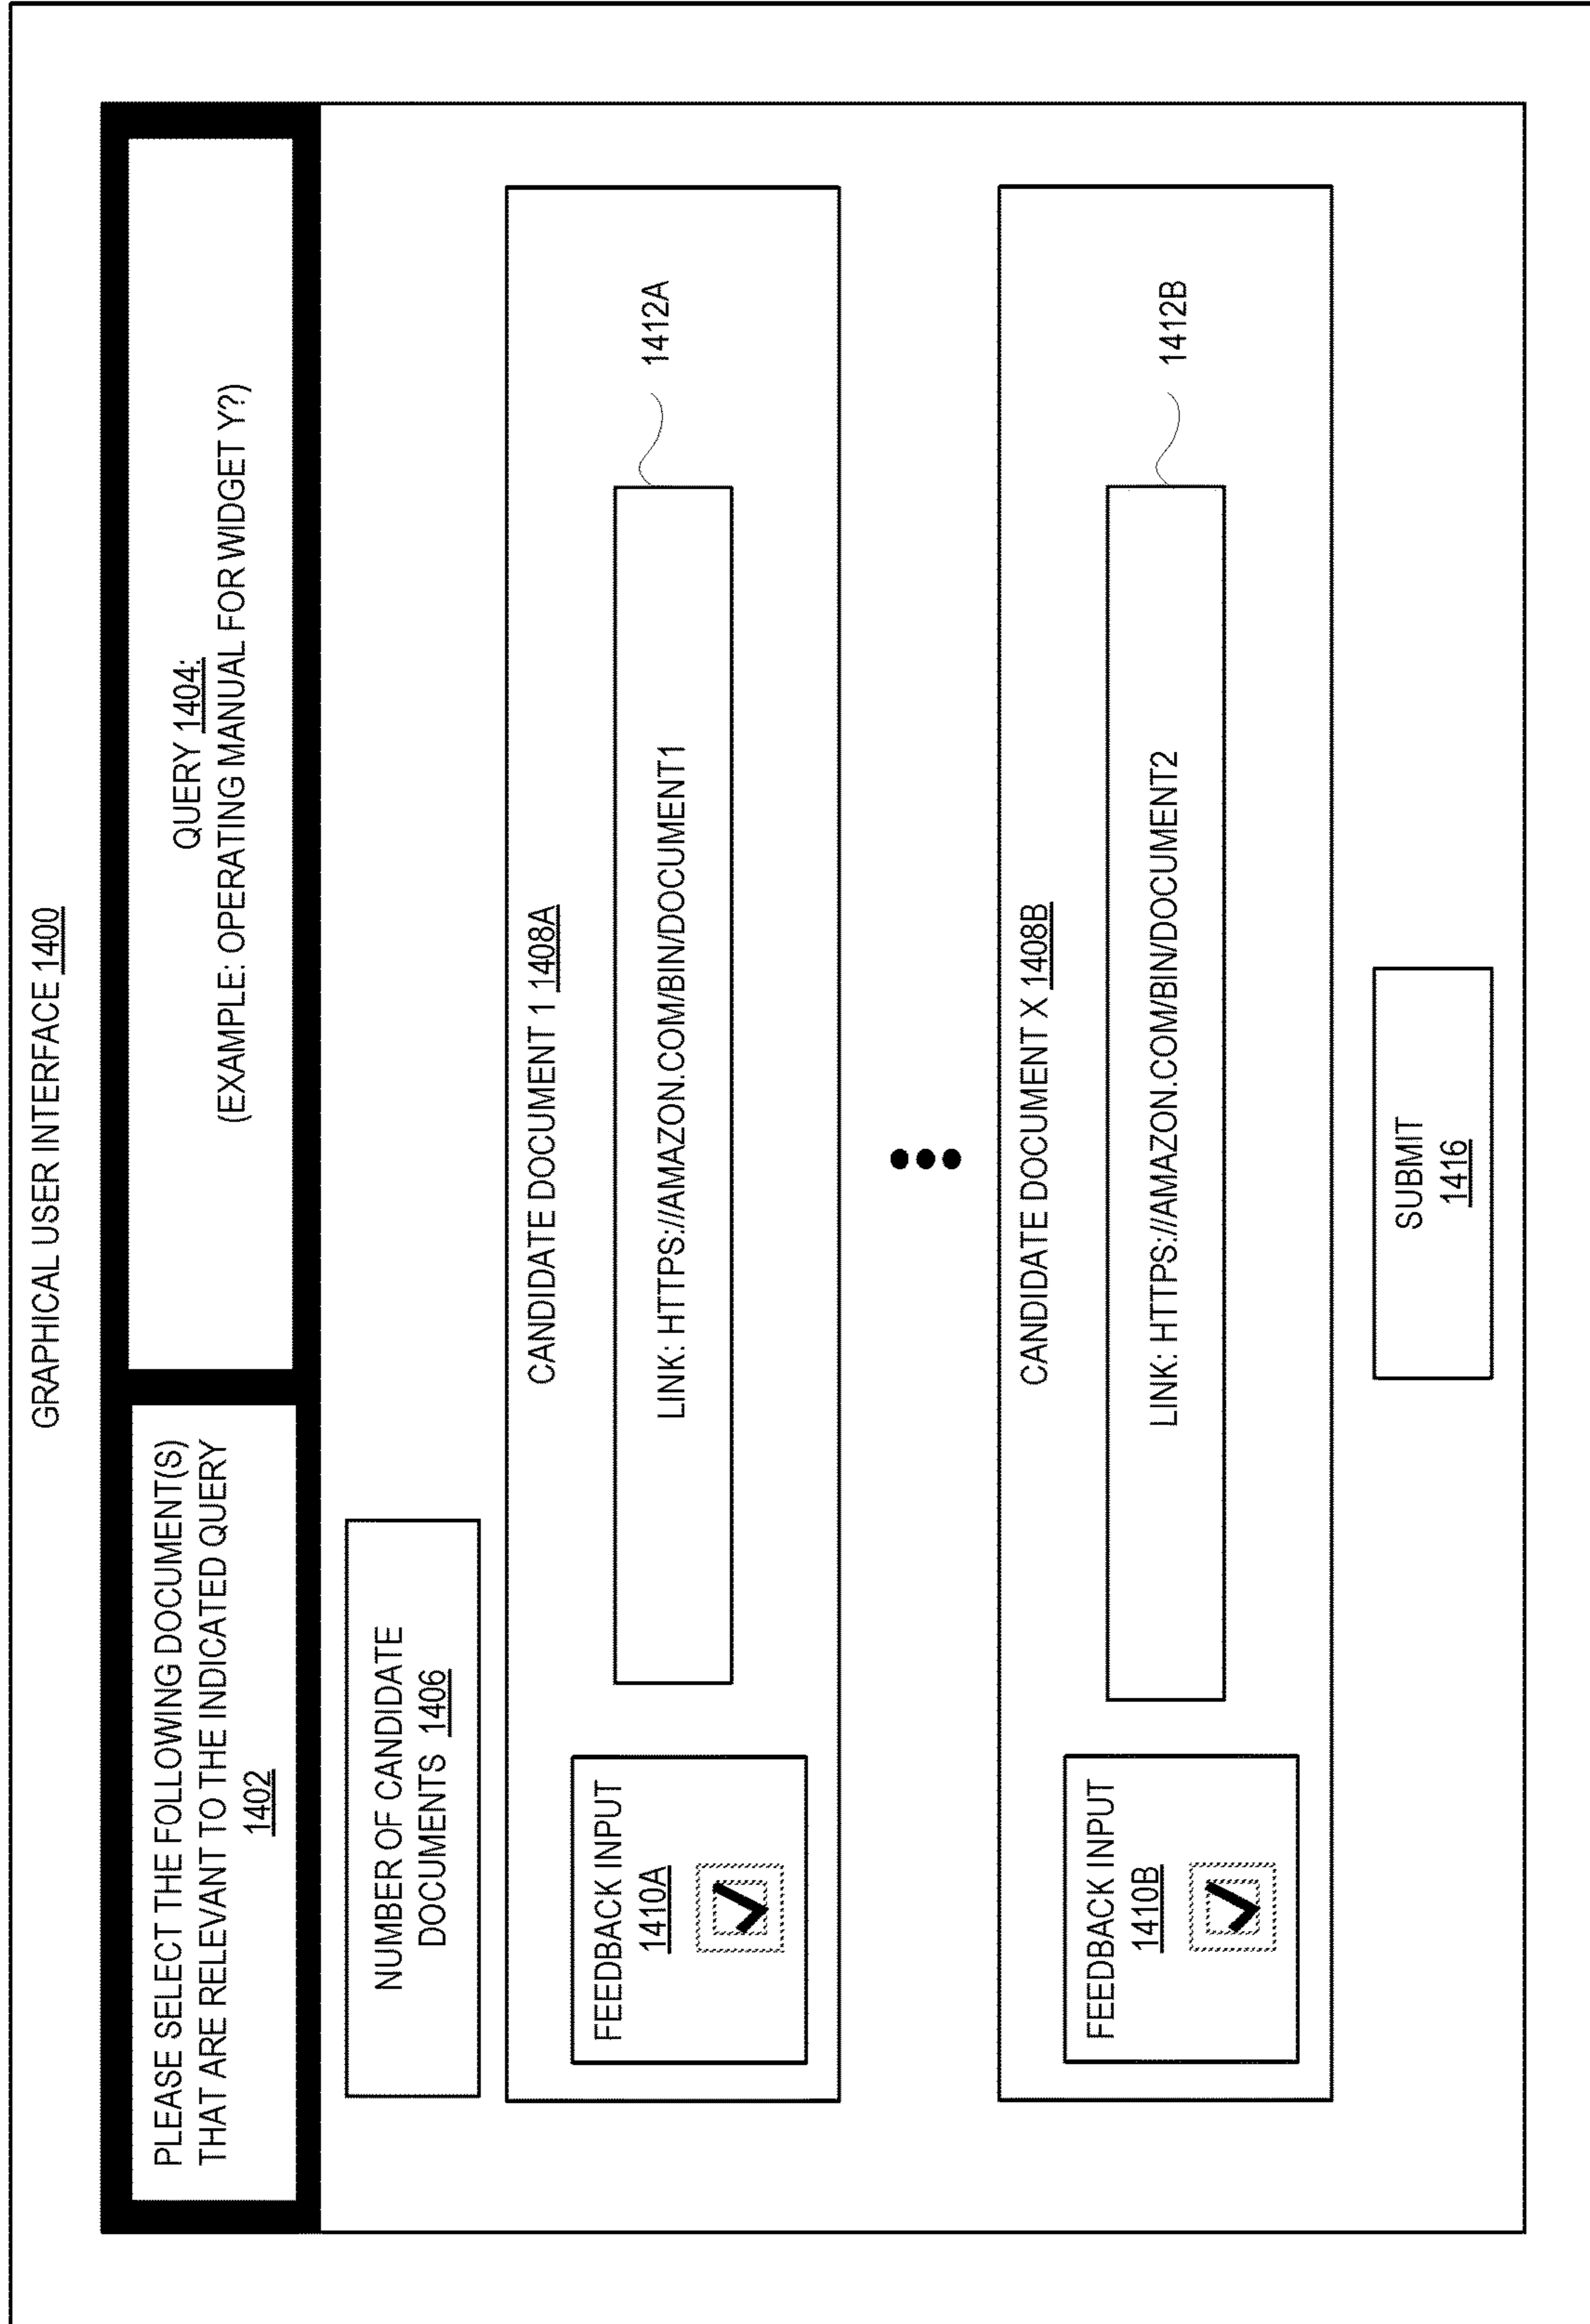 GRAPHICAL USER INTERFACE 1400
PLEASE SELECT THE FOLLOWING DOCUMENT(S)
THAT ARE RELEVANT TO THE INDICATED QUERY
1402
QUERY 1404:
(EXAMPLE: OPERATING MANUAL FOR WIDGET Y?)
NUMBER OF CANDIDATE
DOCUMENTS 1406
CANDIDATE DOCUMENT 1 1408A
FEEDBACK INPUT
1410A
LINK: HTTPS://AMAZON.COM/BIN/DOCUMENT1
1412A
CANDIDATE DOCUMENT X 1408B
FEEDBACK INPUT
1410B
LINK: HTTPS://AMAZON.COM/BIN/DOCUMENT2
1412B
SUBMIT
1416